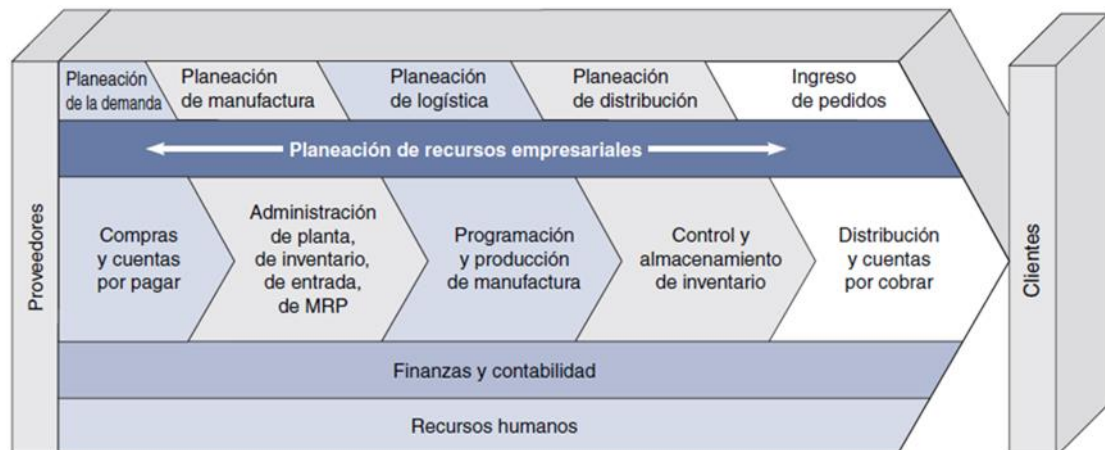 Proveedores
Planeación
de la demanda
Planeación
de manufactura
Planeación
de logística
Planeación
de distribución
Ingreso
de pedidos
Planeación de recursos empresariales
Compras
y cuentas
por pagar
Administración
de planta,
de inventario,
de entrada,
de MRP
Programación
y producción
de manufactura
Control y
almacenamiento
de inventario
Distribución
y cuentas
por cobrar
Finanzas y contabilidad
Recursos humanos
Clientes